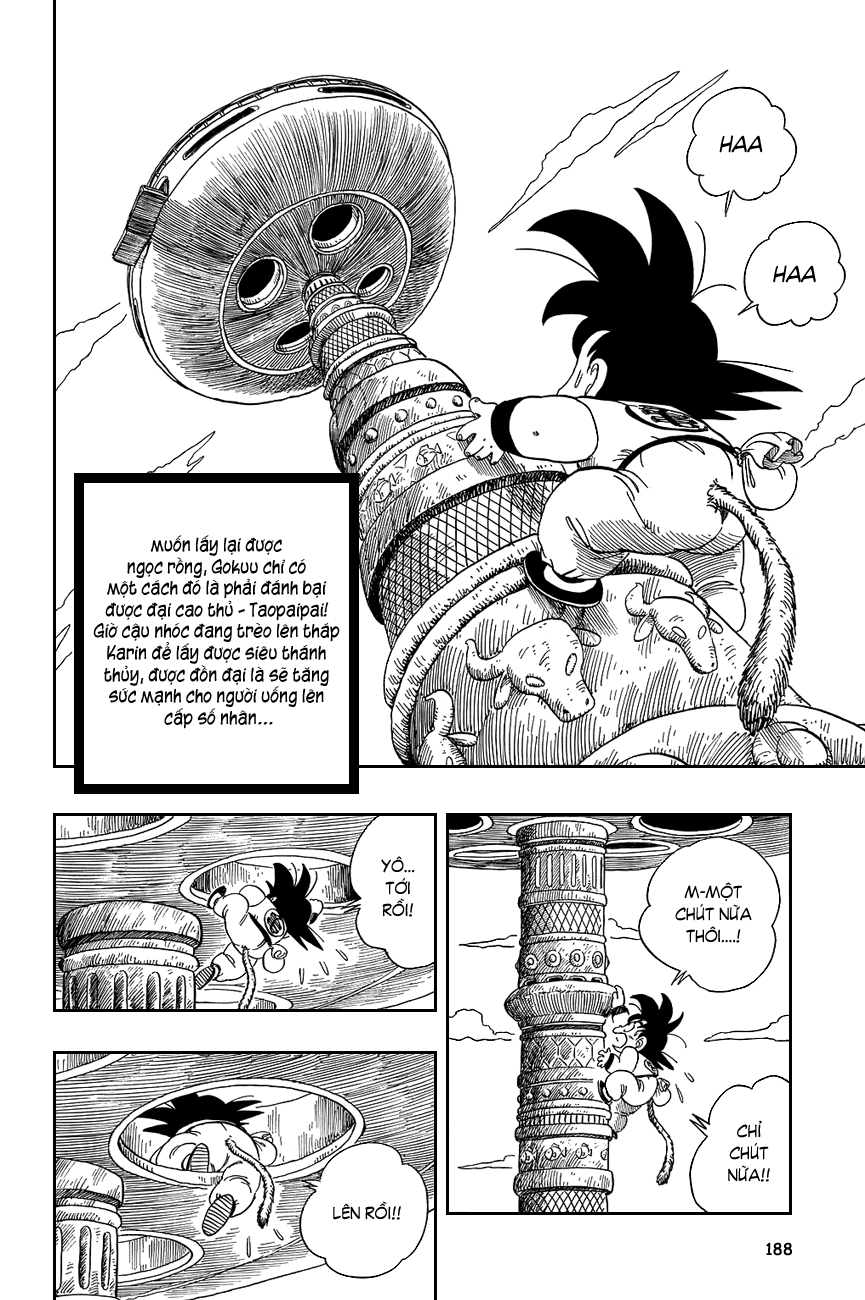 HAA
HAA
Muốn lấy lại được
ngọc rồng, Gokuu chỉ có
một cách đó là phải đánh bại
được đại cao thủ - Taopaipai!
Giờ cậu nhóc đang trèo lên tháp
Karin để lấy được siêu thánh
thủy, được đồn đại là sẽ tăng
sức mạnh cho người uống lên
cấp số nhân...
M-MỘT
CHÚT NỮA
THÔI....!
CHỈ
CHÚT
NỮA!!
YÔ...
TỚI
RỒI!
LÊN RỒI!!
188